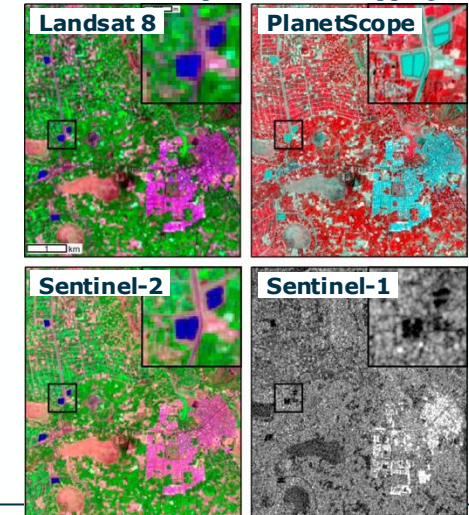 Landsat 8
PlanetScope
1 km
Sentinel-2
Sentinel-1